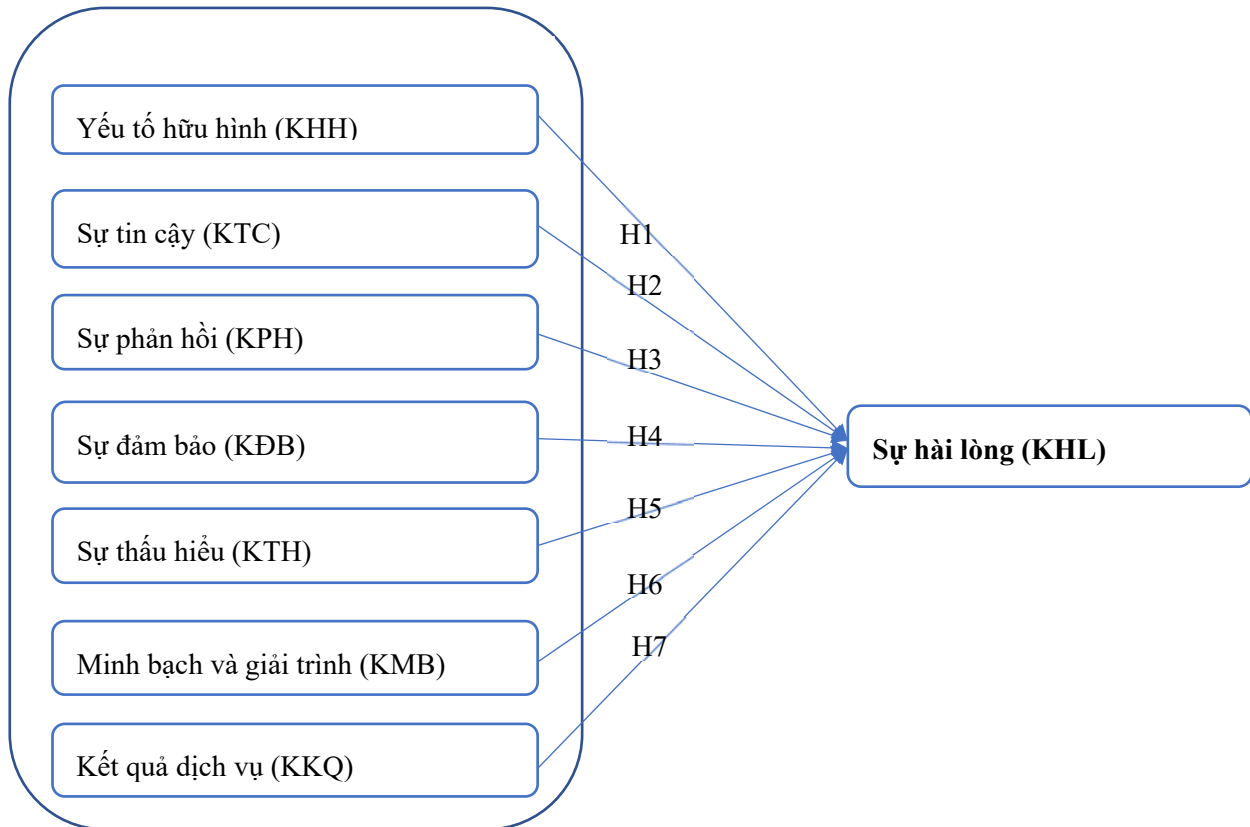 Yếu tố hữu hình (KHH)
Sự tin cậy (KTC)
H1
H2
Sự phản hồi (KPH)
H3
Sự đảm bảo (KĐB)
H4
Sự hài lòng (KHL)
H5
Sự thấu hiểu (KTH)
H6
Minh bạch và giải trình (KMB)
H7
Kết quả dịch vụ (KKQ)